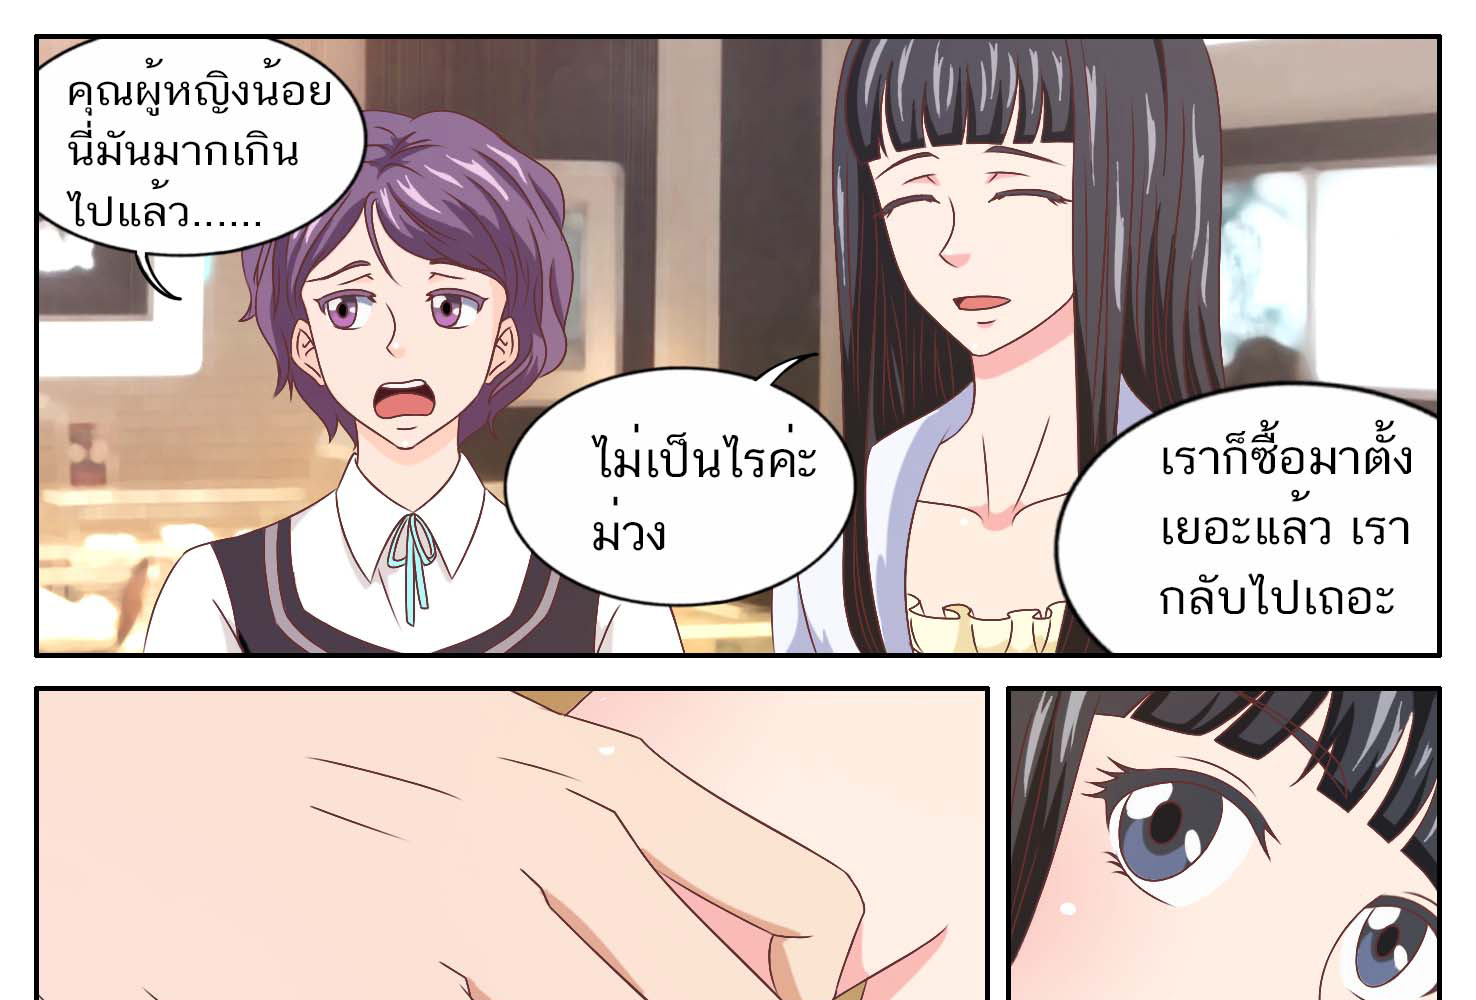 คุณผู้หญิงน้อย
นี่มันมากเกิน
ไปแล้ว......
ไม่เป็นไรค่ะ
ม่วง
เราก็ซื้อมาตั้ง
เยอะแล้ว เรา
กลับไปเถอะ